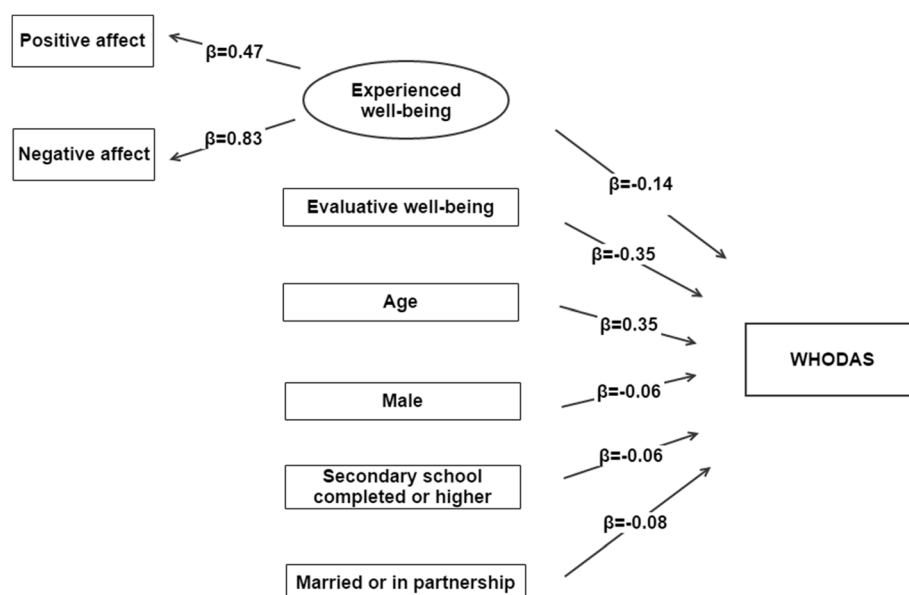 Positive affect
β=0.47
Experienced
well-being
Negative affect
β=0.83
β=-0.14
Evaluative well-being
β=-0.35
Age
β=0.35
WHODAS
Male
β=-0.06
Secondary school
completed or higher
β=-0.06
Married or in partnership
β=-0.08